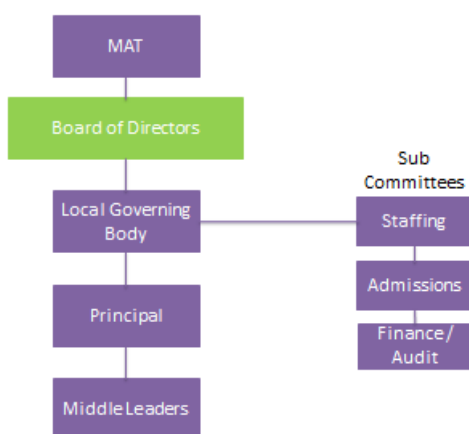 MAT
Board of Directors
Local Governing
Body
Principal
Middle Leaders
Sub
Committees
Staffing
Admissions
Finance/
Audit